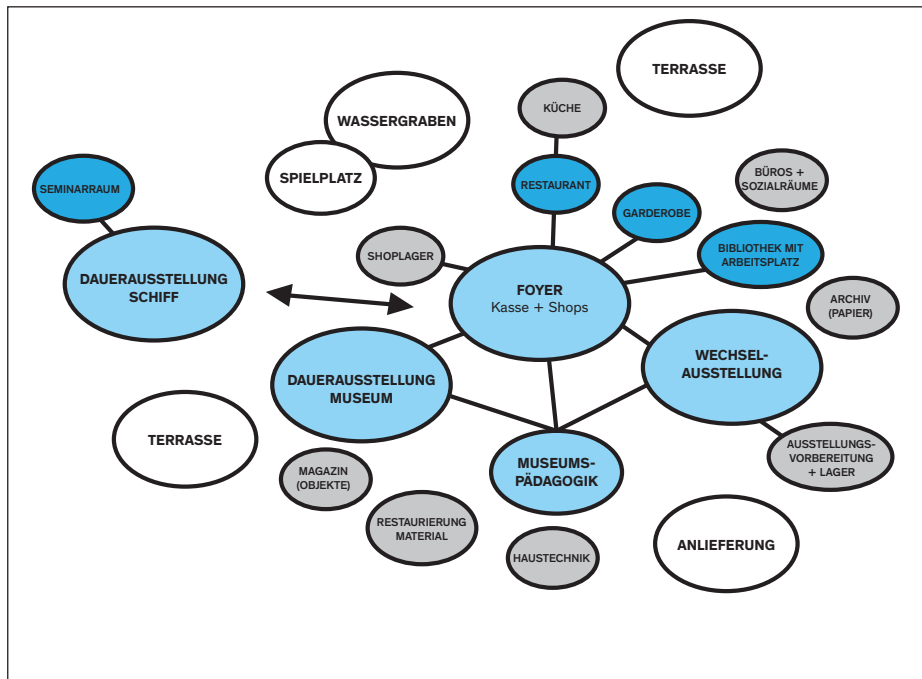 TERRASSE
KÜCHE
WASSERGRABEN
SPIELPLATZ
SEMINARRAUM
RESTAURANT
BÜROS +
SOZIALRÄUME
GARDEROBE
SHOPLAGER
BIBLIOTHEK MIT
ARBEITSPLATZ
DAUERAUSSTELLUNG
SCHIFF
FOYER
Kasse + Shops
ARCHIV
(PAPIER)
WECHSEL-
AUSSTELLUNG
DAUERAUSSTELLUNG
MUSEUM
TERRASSE
MUSEUMS-
PÄDAGOGIK
AUSSTELLUNGS-
VORBEREITUNG
+ LAGER
MAGAZIN
(OBJEKTE)
RESTAURIERUNG
MATERIAL
HAUSTECHNIK
ANLIEFERUNG